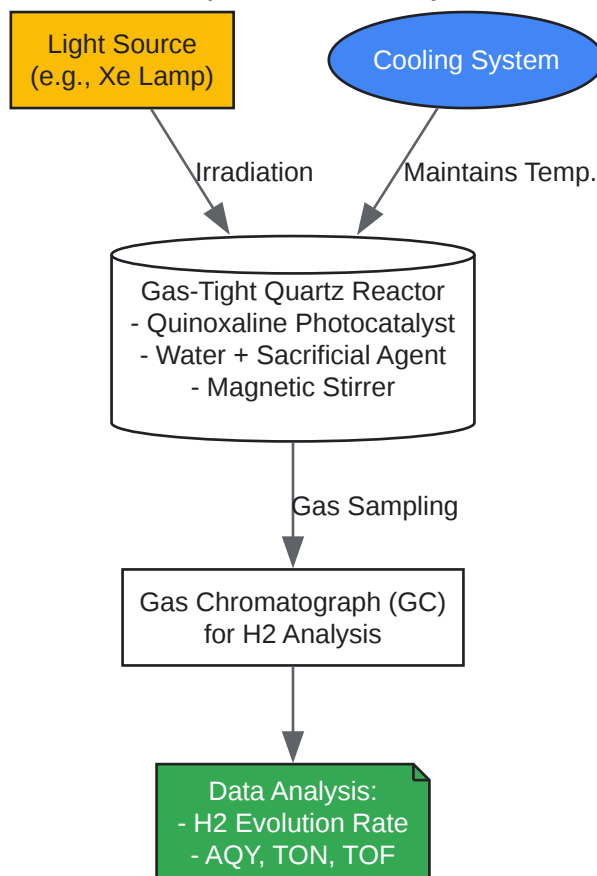 Light Source
(e.g., Xe Lamp)
Cooling System
Irradiation
Maintains Temp.
Gas-Tight Quartz Reactor
- Quinoxaline Photocatalyst
- Water + Sacrificial Agent
- Magnetic Stirrer
Gas Sampling
Gas Chromatograph (GC)
for H2 Analysis
Data Analysis:
- H2 Evolution Rate
- AQY, TON, TOF